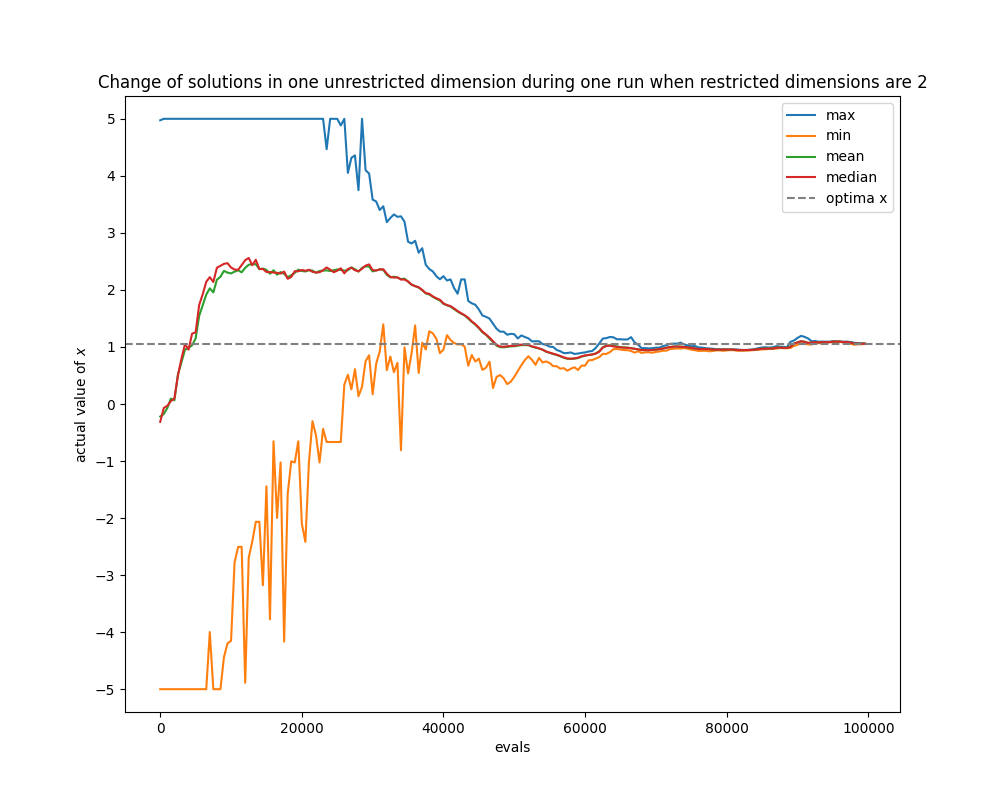 Change of solutions in one unrestricted dimension during one run when restricted dimensions are 2
max
min
mean
median
optima x
5
4
3
2
1
0
−1
−2
−3
−4
−5
actual value of x
0 20000 40000 60000 80000 100000
evals